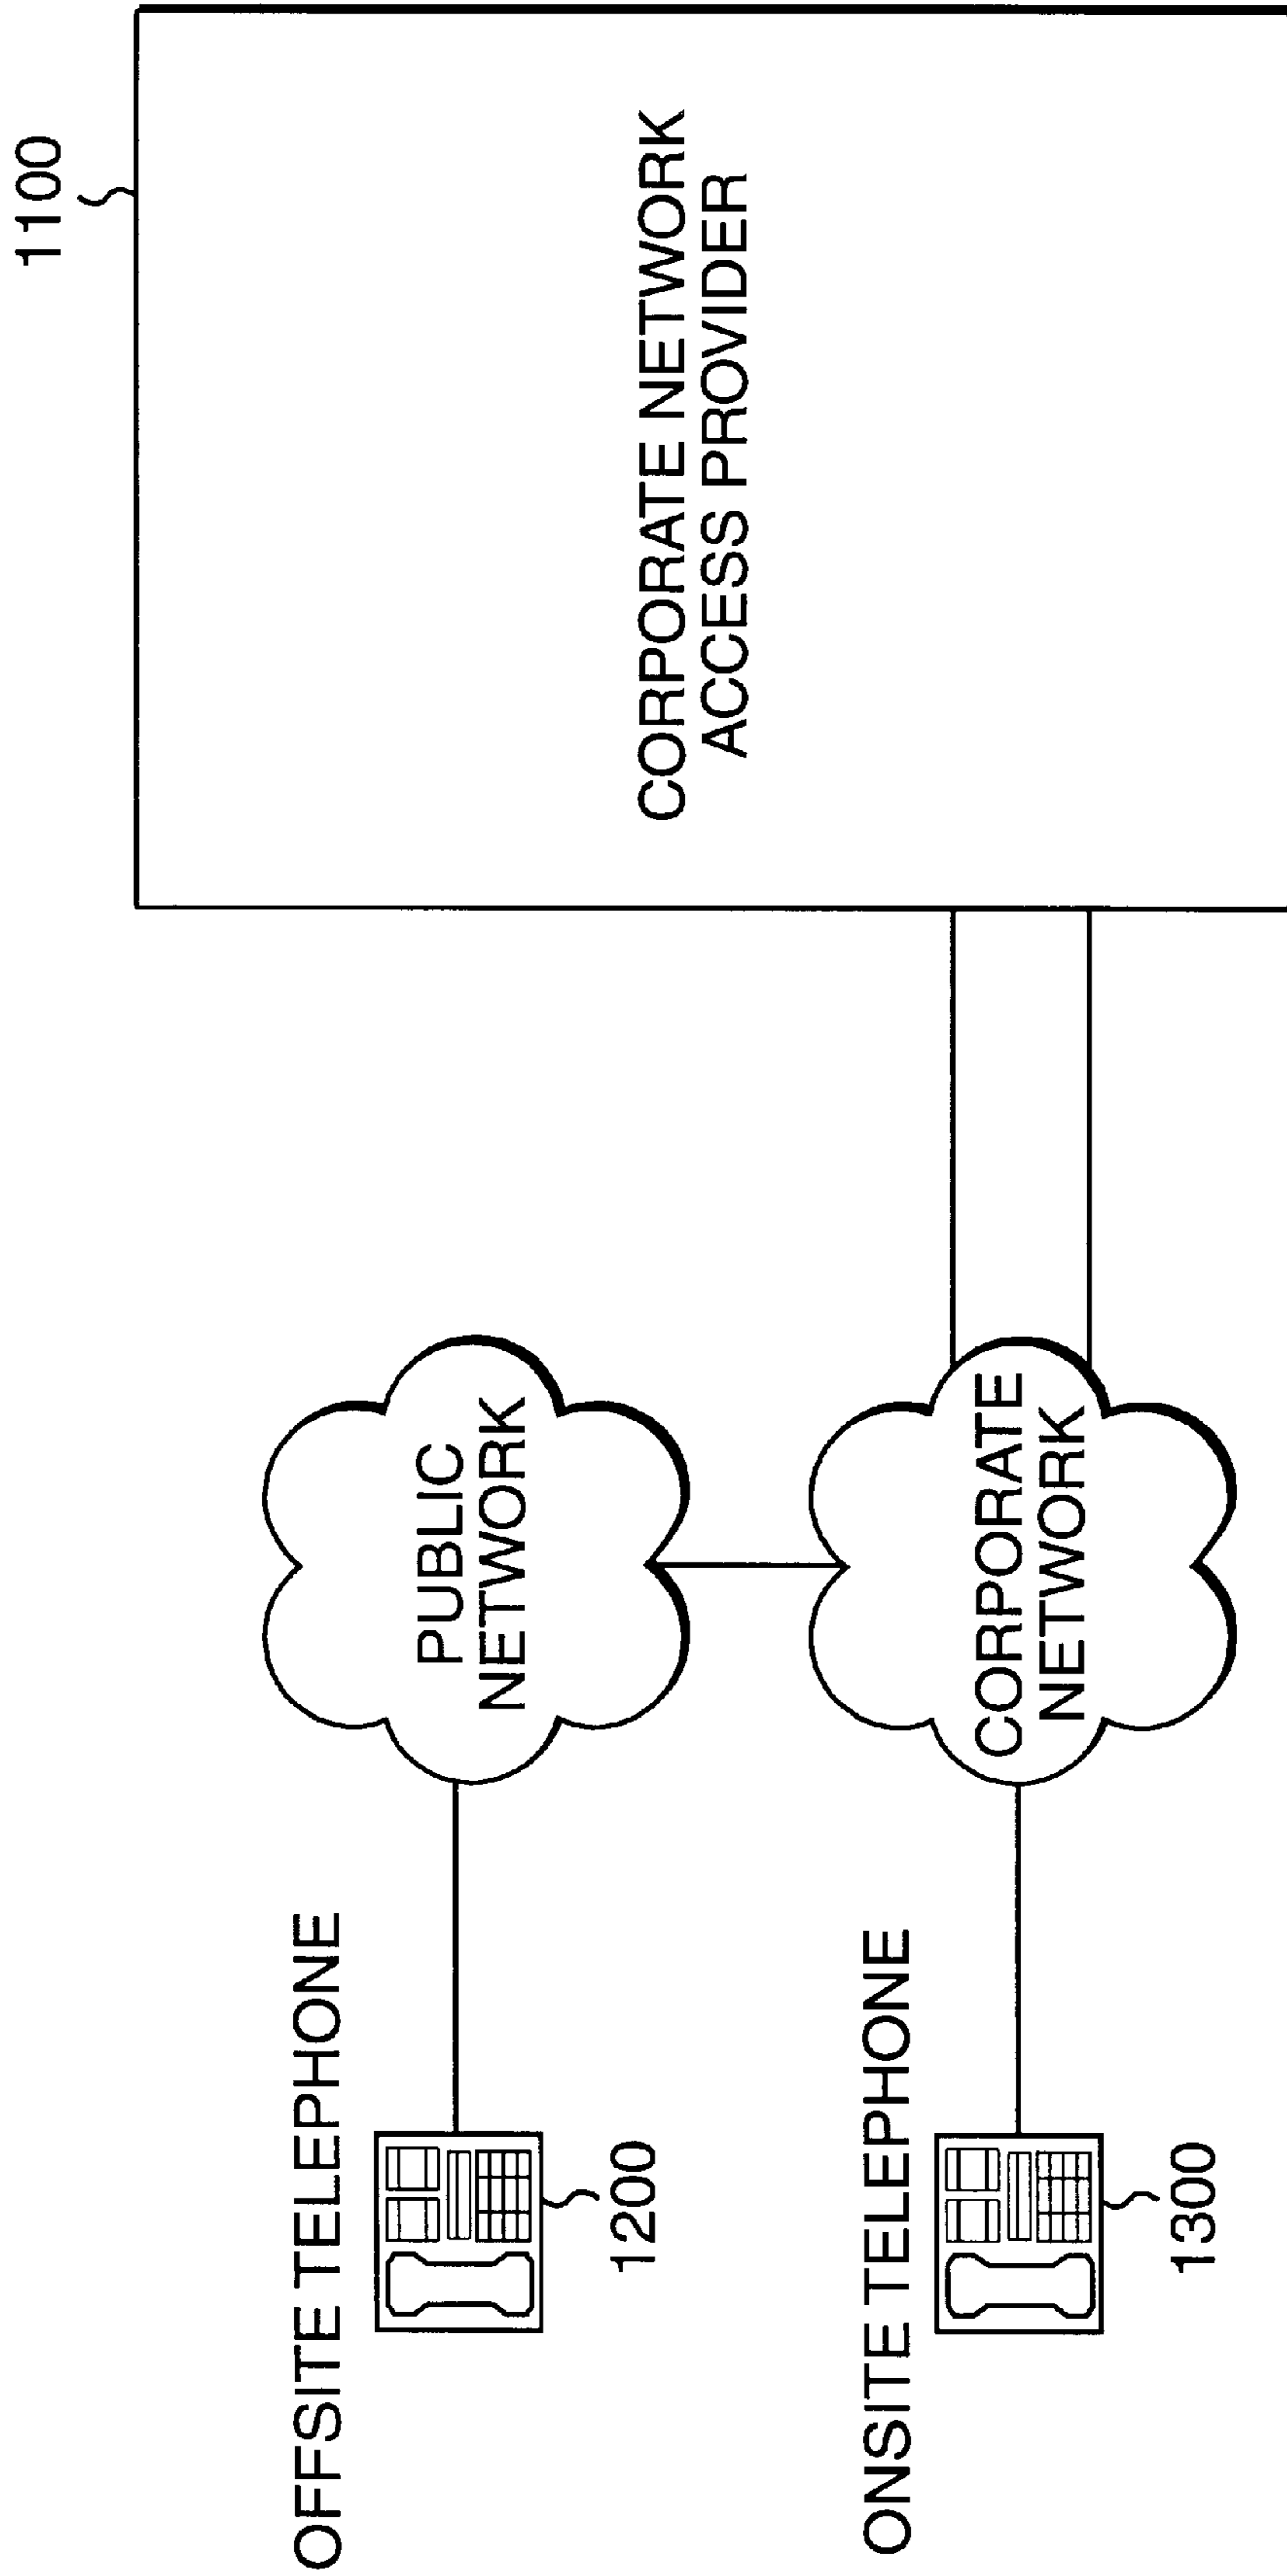 1100
CORPORATE NETWORK
ACCESS PROVIDER
PUBLIC
NETWORK
CORPORATE
NETWORK
OFFSITE TELEPHONE
1200
ONSITE TELEPHONE
1300